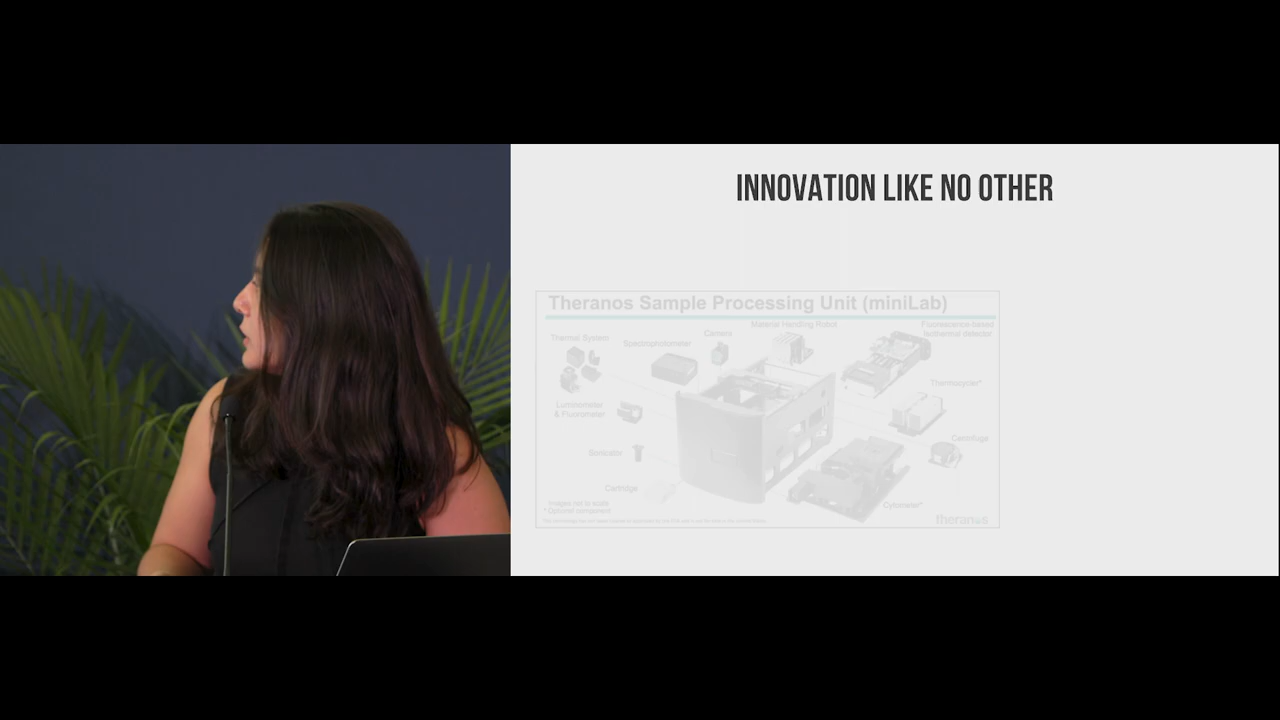 INNOVATION LIKE NO OTHER
Theranos Sample Processing Unit (miniLab)
Material Handling Robot
Fluorescence-based
isothermal detector
Camera
Thermal System
Spectrophotometer
Thermocycler*
Luminometer
& Fluorometer
Centrifuge
Sonicator
Cartridge
Cytometer*
Images not to scale
* Optional component
theranos